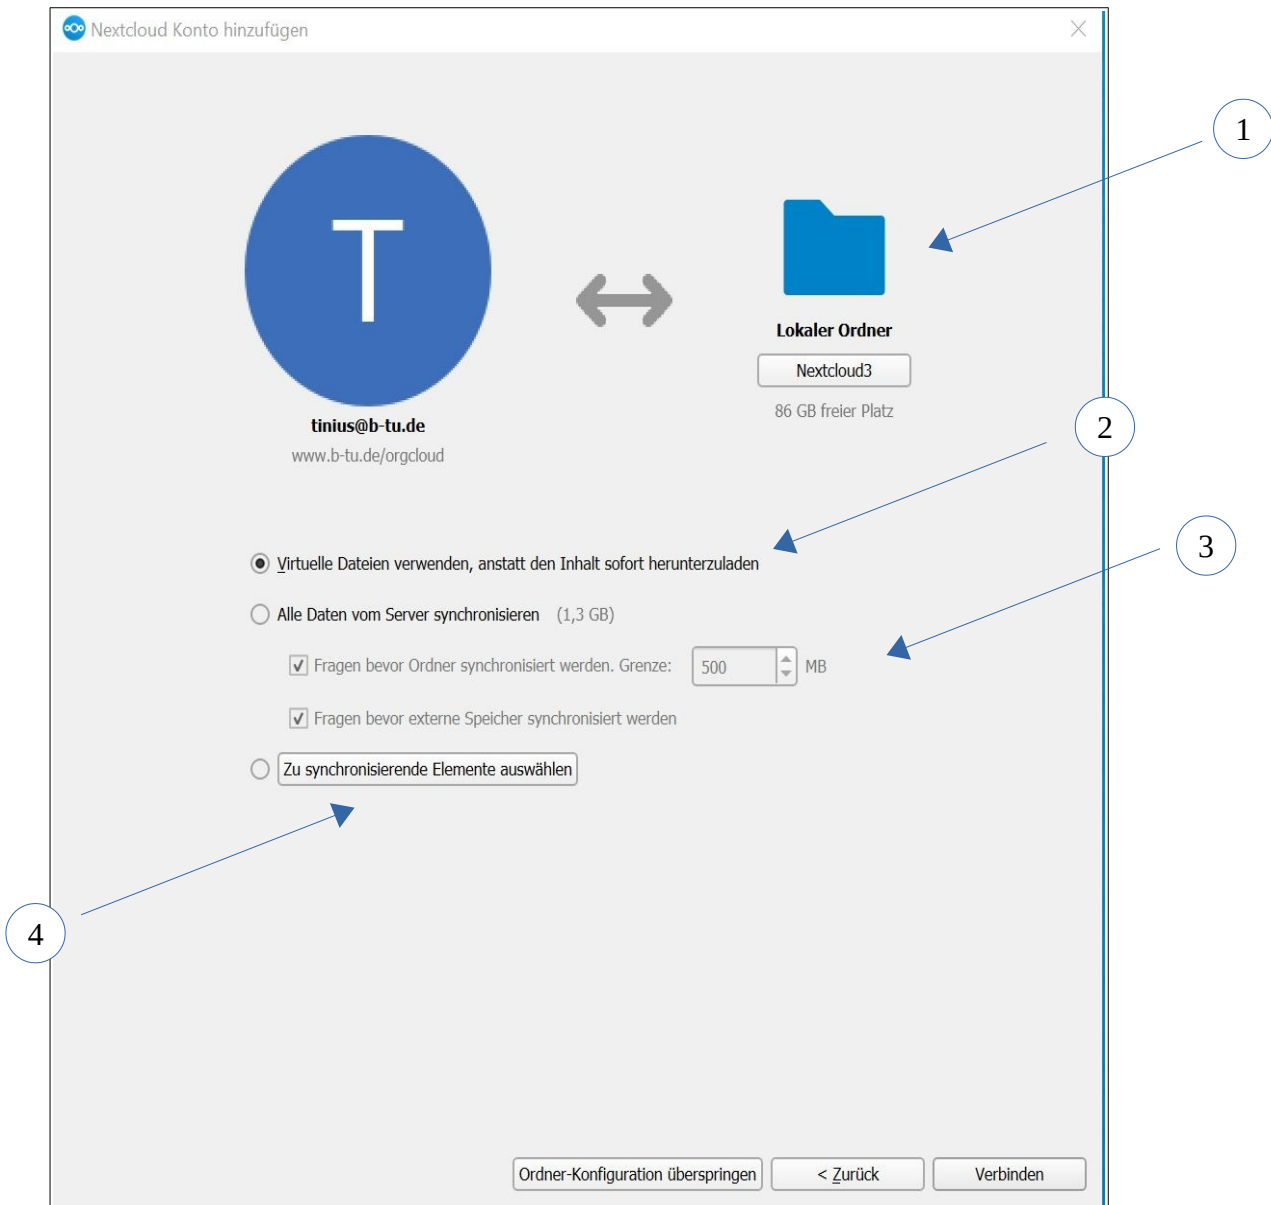 Nextcloud Konto hinzufügen
1
T
Lokaler Ordner
Nextcloud3
86 GB freier Platz
tinius@b-tu.de
www.b-tu.de/orgcloud
2
3
Virtuelle Dateien verwenden, anstatt den Inhalt sofort herunterzuladen
Alle Daten vom Server synchronisieren (1,3 GB)
Fragen bevor Ordner synchronisiert werden. Grenze: 500 MB
Fragen bevor externe Speicher synchronisiert werden
Zu synchronisierende Elemente auswählen
4
Ordner-Konfiguration überspringen < Zurück Verbinden